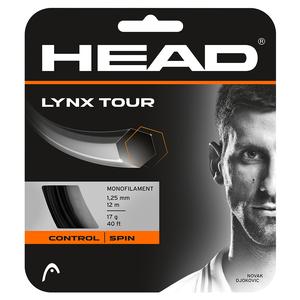 HEAD®
LYNX TOUR
MONOFILAMENT
1,25 mm
12 m
17 g
40 ft
CONTROL SPIN
NOVAK
DJOKOVIC